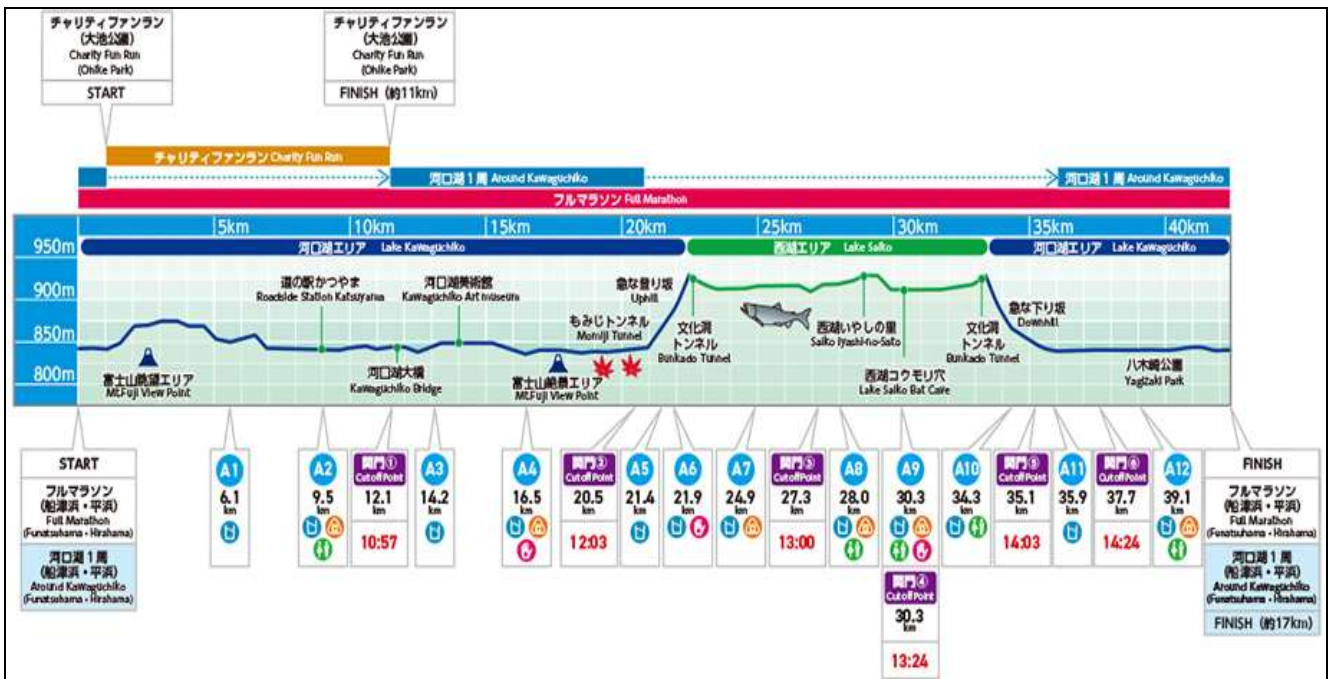 チャリティファンラン
(大池公園)
Charity Fun Run
(Ohike Park)
START
チャリティファンラン
(大池公園)
Charity Fun Run
(Ohike Park)
FINISH (約11km)
チャリティファンラン Charity Fun Run
河口湖1周 Around Kawaguchiko
河口湖1周 Around Kawaguchiko
フルマラソン Full Marathon
5km
10km
15km
20km
25km
30km
35km
40km
950m
900m
850m
800m
河口湖エリア Lake Kawaguchiko
西湖エリア Lake Saiko
河口湖エリア Lake Kawaguchiko
富士山眺望エリア
Mt.Fuji View Point
道の駅かつやま
Roadside Station Katsuyama
河口湖大橋
Kawaguchiko Bridge
河口湖美術館
Kawaguchiko Art museum
富士山絶景エリア
Mt.Fuji View Point
もみじトンネル
Momiji Tunnel
急な登り坂
Uphill
文化洞
トンネル
Bunkado Tunnel
西湖いやしの里
Saiko Iyashi-no-Sato
西湖コウモリ穴
Lake Saiko Bat Cave
文化洞
トンネル
Bunkado Tunnel
急な下り坂
Downhill
八木崎公園
Yagizaki Park
START
フルマラソン
(船津浜・平浜)
Full Marathon
(Funatsuhama・Hirahama)
河口湖1周
(船津浜・平浜)
Around Kawaguchiko
(Funatsuhama・Hirahama)
A1
6.1
km
A2
9.5
km
関門①
Cutoff Point
12.1
km
10:57
A3
14.2
km
A4
16.5
km
関門②
Cutoff Point
20.5
km
12:03
A5
21.4
km
A6
21.9
km
A7
24.9
km
関門③
Cutoff Point
27.3
km
13:00
A8
28.0
km
A9
30.3
km
関門④
Cutoff Point
30.3
km
13:24
A10
34.3
km
関門⑤
Cutoff Point
35.1
km
14:03
A11
35.9
km
関門⑥
Cutoff Point
37.7
km
14:24
A12
39.1
km
FINISH
フルマラソン
(船津浜・平浜)
Full Marathon
(Funatsuhama・Hirahama)
河口湖1周
(船津浜・平浜)
Around Kawaguchiko
(Funatsuhama・Hirahama)
FINISH (約17km)